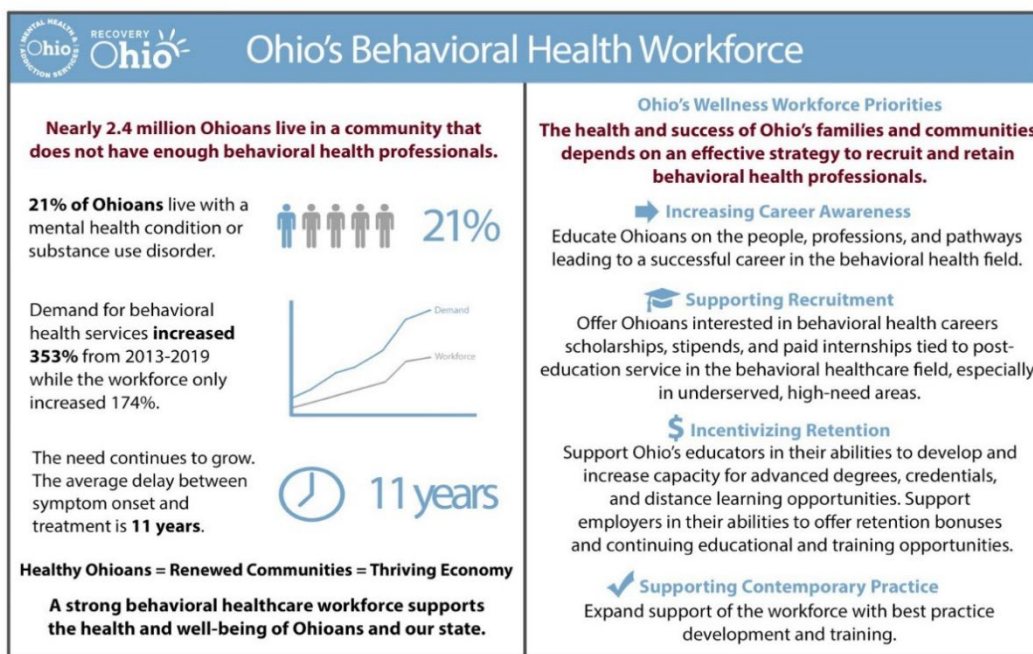 MENTAL HEALTH &
Ohio
ADDICTION SERVICES
RECOVERY
Ohio
Ohio's Behavioral Health Workforce
Nearly 2.4 million Ohioans live in a community that
does not have enough behavioral health professionals.
21% of Ohioans live with a
mental health condition or
substance use disorder.
21%
Demand for behavioral
health services increased
353% from 2013-2019
while the workforce only
increased 174%.
Demand
Workforce
The need continues to grow.
The average delay between
symptom onset and
treatment is 11 years.
11 years
Healthy Ohioans = Renewed Communities = Thriving Economy
A strong behavioral healthcare workforce supports
the health and well-being of Ohioans and our state.
Ohio's Wellness Workforce Priorities
The health and success of Ohio's families and communities
depends on an effective strategy to recruit and retain
behavioral health professionals.
Increasing Career Awareness
Educate Ohioans on the people, professions, and pathways
leading to a successful career in the behavioral health field.
Supporting Recruitment
Offer Ohioans interested in behavioral health careers
scholarships, stipends, and paid internships tied to post-
education service in the behavioral healthcare field, especially
in underserved, high-need areas.
$ Incentivizing Retention
Support Ohio's educators in their abilities to develop and
increase capacity for advanced degrees, credentials,
and distance learning opportunities. Support
employers in their abilities to offer retention bonuses
and continuing educational and training opportunities.
Supporting Contemporary Practice
Expand support of the workforce with best practice
development and training.